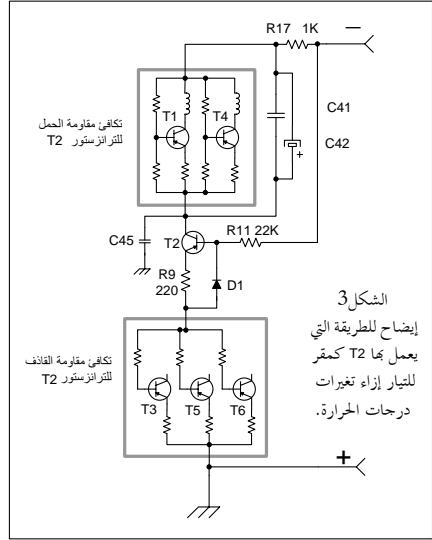 R17 1K
−
C41
C42
+
تكافئ مقاومة الحمل
للترانزستور T2
T1
T4
C45
T2
R11 22K
R9
220
D1
تكافئ مقاومة القاذف
للترانزستور T2
T3
T5
T6
الشكل3
إيضاح للطريقة التي
يعمل بها T2 كمقر
للتيار إزاء تغيرات
درجات الحرارة.
+